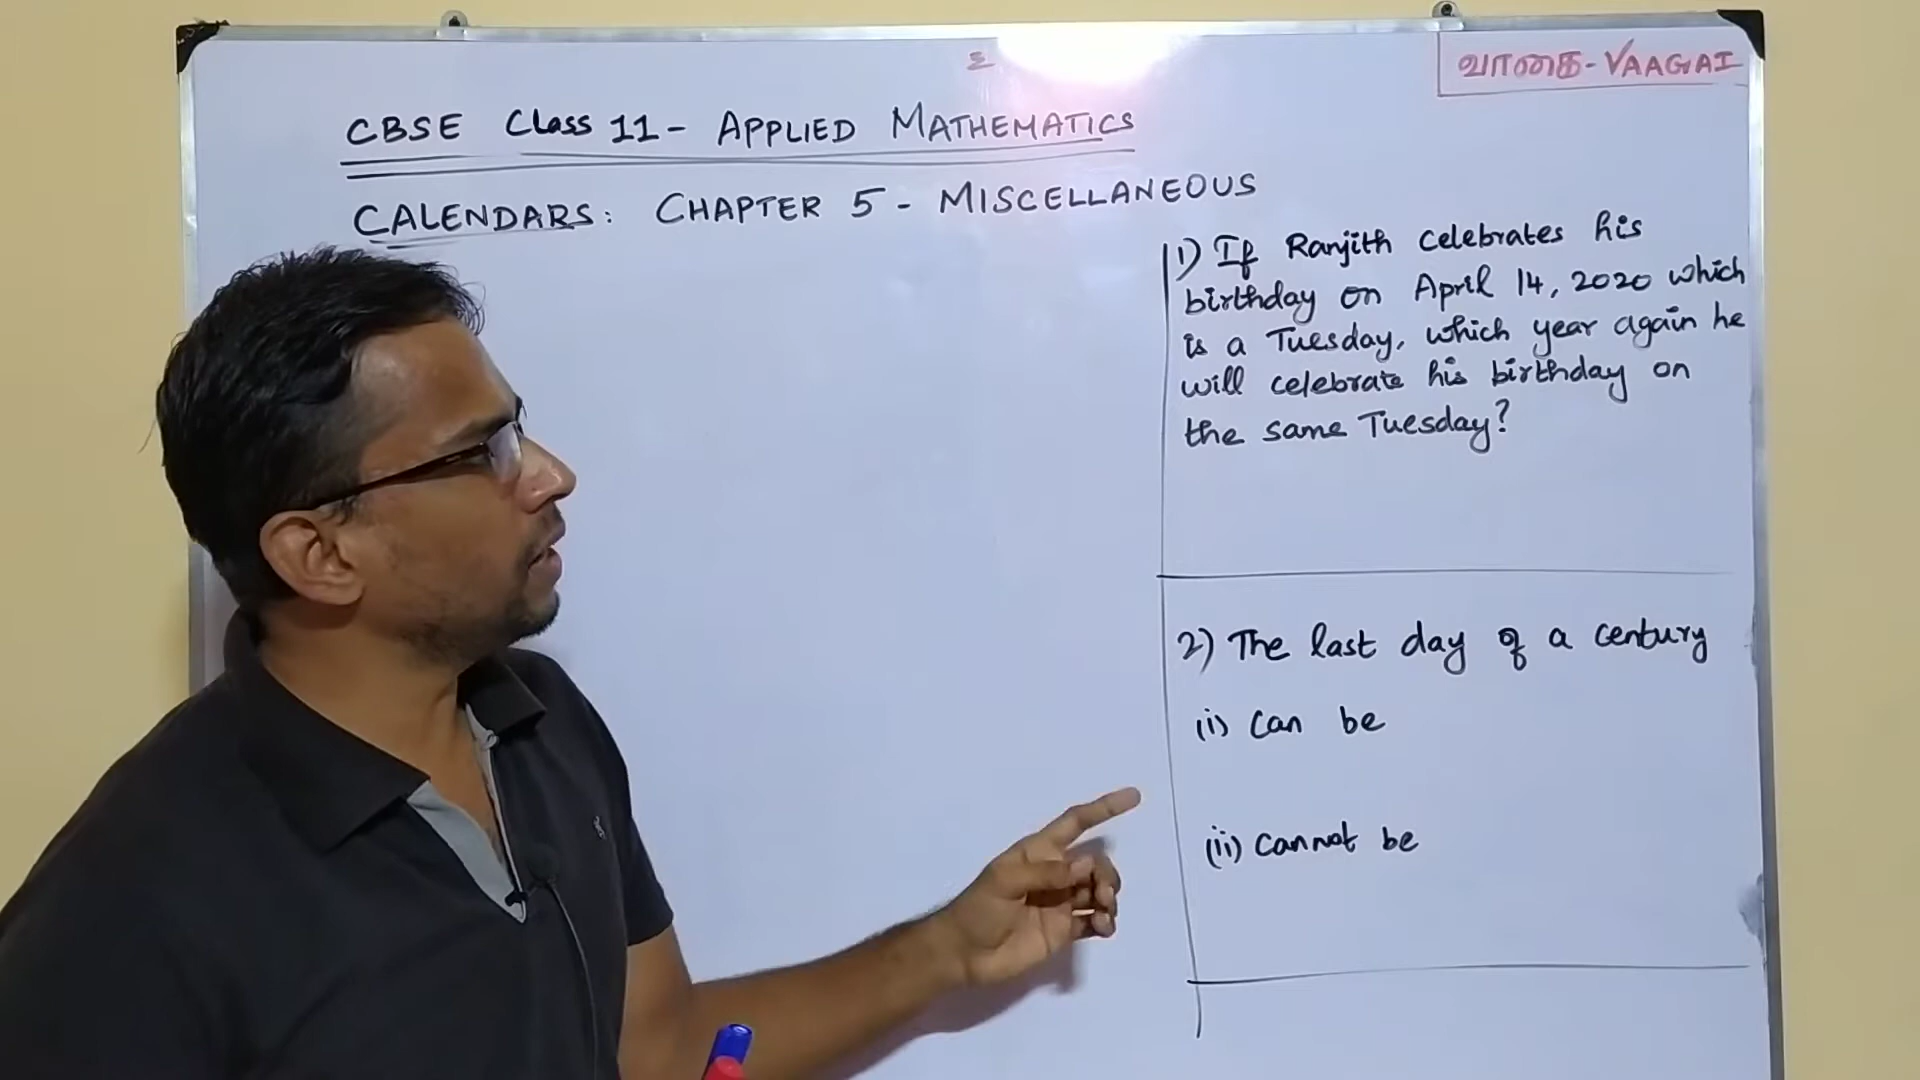 Σ
வாகை - VAAGAI
CBSE Class 11 - APPLIED MATHEMATICS
CALENDARS: CHAPTER 5 - MISCELLANEOUS
1) If Ranjith celebrates his
birthday on April 14, 2020 which
is a Tuesday, which year again he
will celebrate his birthday on
the same Tuesday?
2) The last day of a century
(i) Can be
(ii) Cannot be